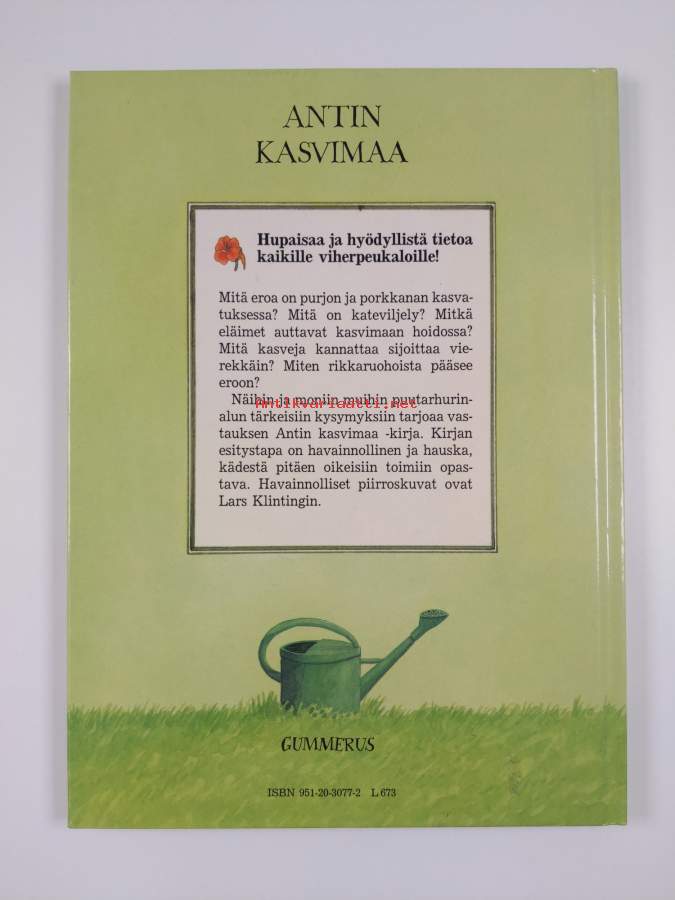 ANTIN
KASVIMAA
Hupaisaa ja hyödyllistä tietoa
kaikille viherpeukaloille!
Mitä eroa on purjon ja porkkanan kasva-
tuksessa? Mitä on kateviljely? Mitkä
eläimet auttavat kasvimaan hoidossa?
Mitä kasveja kannattaa sijoittaa vie-
rekkäin? Miten rikkaruohoista pääsee
eroon?
Näihin ja moniin muihin puutarhurin-
Antikvariaatti.net
alun tärkeisiin kysymyksiin tarjoaa vas-
tauksen Antin kasvimaa -kirja. Kirjan
esitystapa on havainnollinen ja hauska,
kädestä pitäen oikeisiin toimiin opas-
tava. Havainnolliset piirroskuvat ovat
Lars Klintingin.
GUMMERUS
ISBN 951-20-3077-2 L 673